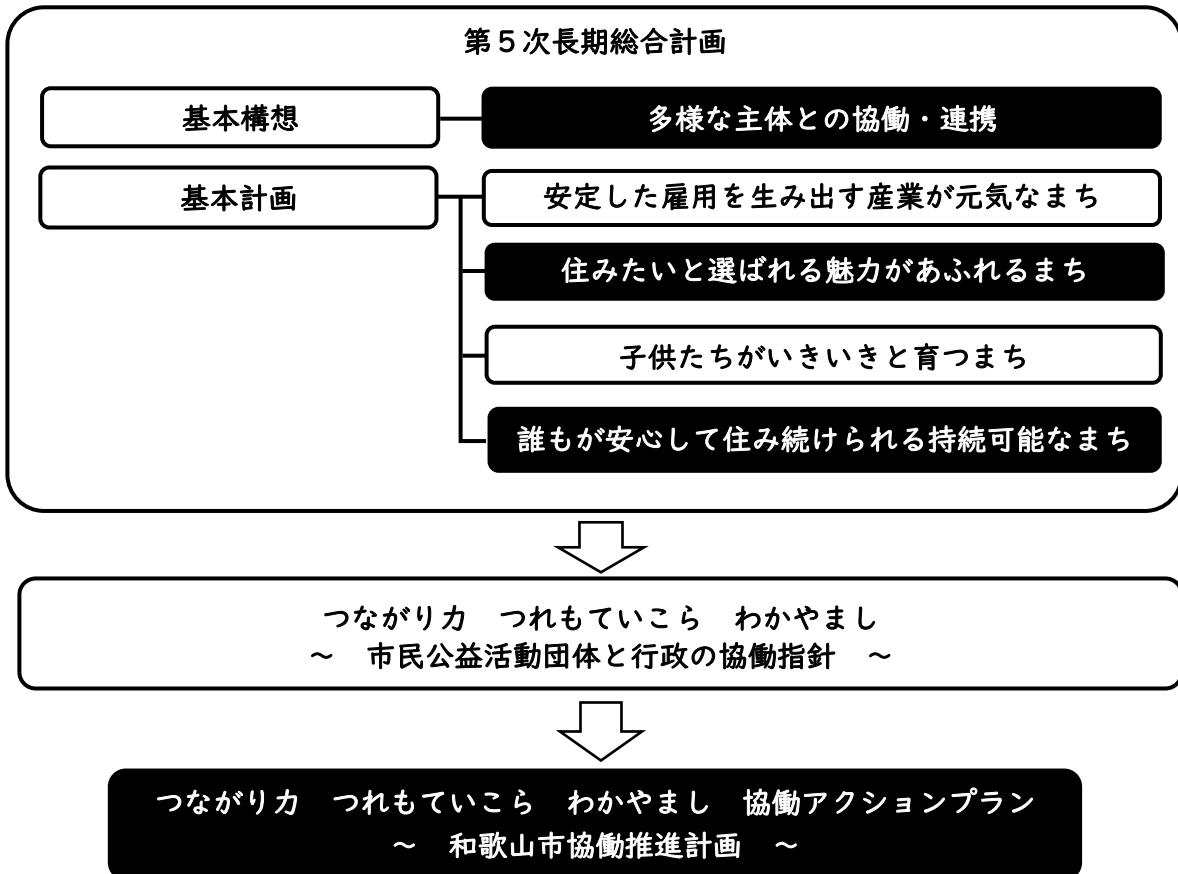 第５次長期総合計画
基本構想
多様な主体との協働・連携
基本計画
安定した雇用を生み出す産業が元気なまち
住みたいと選ばれる魅力があふれるまち
子供たちがいきいきと育つまち
誰もが安心して住み続けられる持続可能なまち
つながり力　つれもていこら　わかやまし
～　市民公益活動団体と行政の協働指針　～
つながり力　つれもていこら　わかやまし　協働アクションプラン
～　和歌山市協働推進計画　～